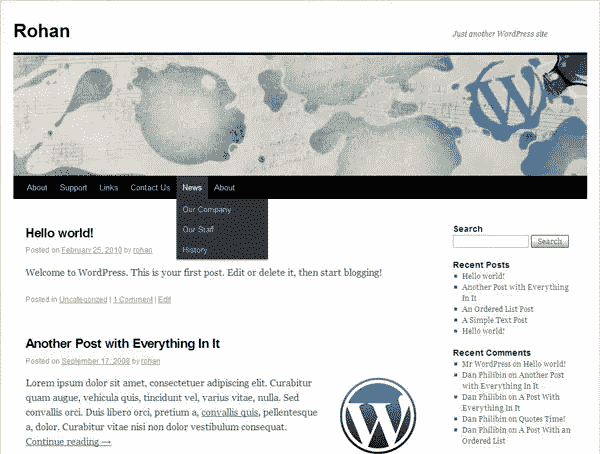 Rohan
Just another WordPress site
About Support Links Contact Us News About
Our Company
Our Staff
History
Hello world!
Posted on February 25, 2010 by rohan
Welcome to WordPress. This is your first post. Edit or delete it, then start blogging!
Posted in Uncategorized | 1 Comment | Edit
Another Post with Everything In It
Posted on September 17, 2008 by rohan
Lorem ipsum dolor sit amet, consectetuer adipiscing elit. Curabitur
quam augue, vehicula quis, tincidunt vel, varius vitae, nulla. Sed
convallis orci. Duis libero orci, pretium a, convallis quis, pellentesque
a, dolor. Curabitur vitae nisi non dolor vestibulum consequat.
Continue reading →
Search
Search
Recent Posts
Hello world!
Another Post with Everything
In It
An Ordered List Post
A Simple Text Post
Hello world!
Recent Comments
Mr WordPress on Hello world!
Dan Philibin on Another Post
with Everything In It
Dan Philibin on A Post With
Everything In It
Dan Philibin on Quotes Time!
Dan Philibin on A Post With an
Ordered List